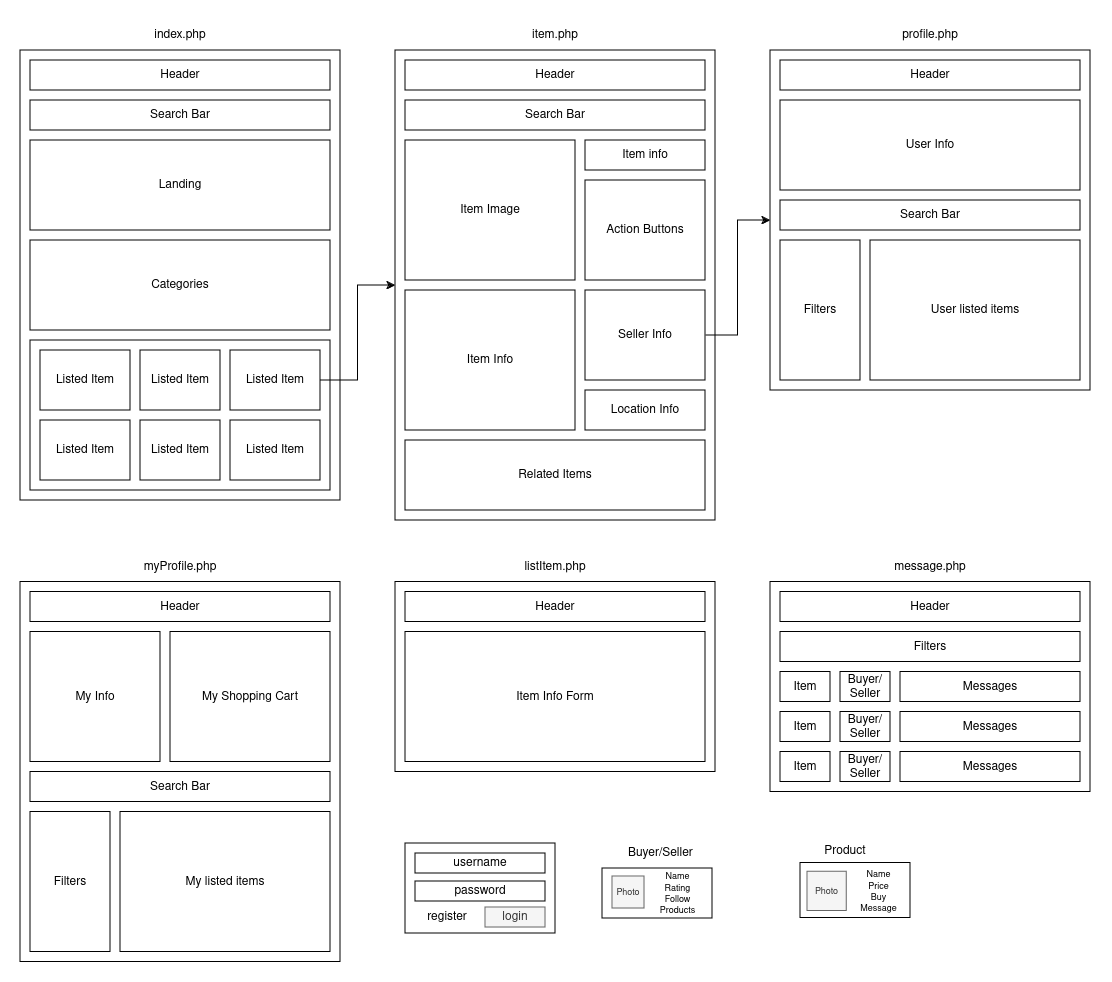 index.php
Header
Search Bar
Landing
Categories
Listed Item
Listed Item
Listed Item
Listed Item
Listed Item
Listed Item
item.php
Header
Search Bar
Item Image
Item info
Action Buttons
Item Info
Seller Info
Location Info
Related Items
profile.php
Header
User Info
Search Bar
Filters
User listed items
myProfile.php
Header
My Info
My Shopping Cart
Search Bar
Filters
My listed items
listItem.php
Header
Item Info Form
message.php
Header
Filters
Item
Buyer/
Seller
Messages
Item
Buyer/
Seller
Messages
Item
Buyer/
Seller
Messages
username
password
register
login
Buyer/Seller
Photo
Name
Rating
Follow
Products
Product
Photo
Name
Price
Buy
Message